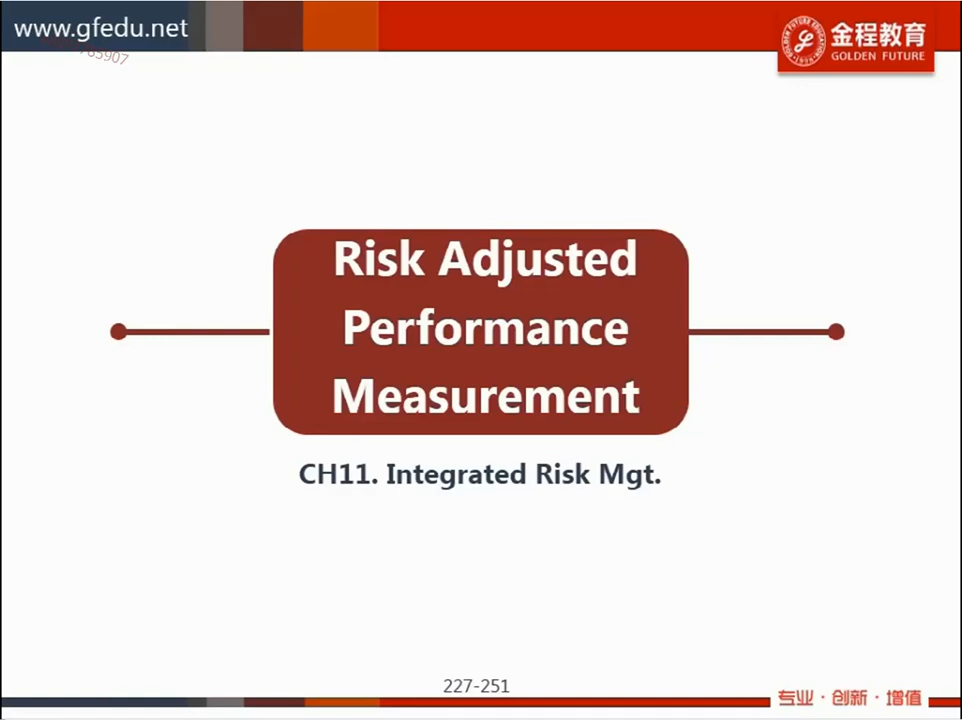 www.gfedu.net
金程教育
GOLDEN FUTURE
Risk Adjusted
Performance
Measurement
CH11. Integrated Risk Mgt.
227-251
专业·创新·增值